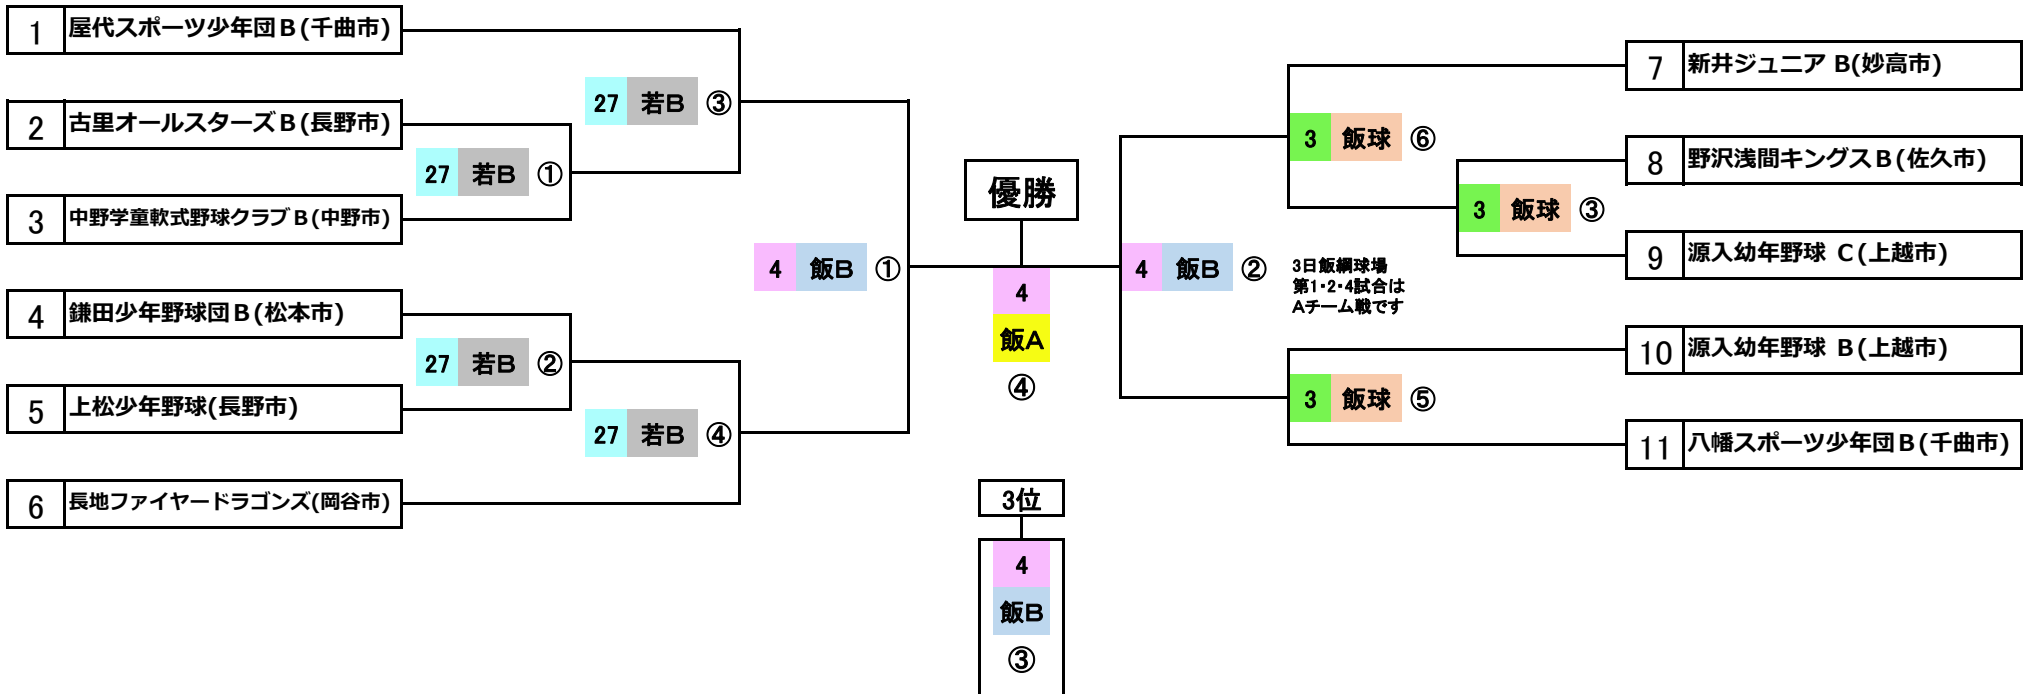 1 屋代スポーツ少年団B(千曲市)
27 若B ③
2 古里オールスターズB(長野市)
27 若B ①
3 中野学童軟式野球クラブB(中野市)
4 飯B ①
4 鎌田少年野球団B(松本市)
27 若B ②
5 上松少年野球(長野市)
27 若B ④
6 長地ファイヤードラゴンズ(岡谷市)
優勝
4
飯A
④
3位
4
飯B
③
7 新井ジュニア B(妙高市)
3 飯球 ⑥
8 野沢浅間キングスB(佐久市)
3 飯球 ③
9 源入幼年野球 C(上越市)
4 飯B ②
3日飯綱球場
第1・2・4試合は
Aチーム戦です
10 源入幼年野球 B(上越市)
3 飯球 ⑤
11 八幡スポーツ少年団B(千曲市)